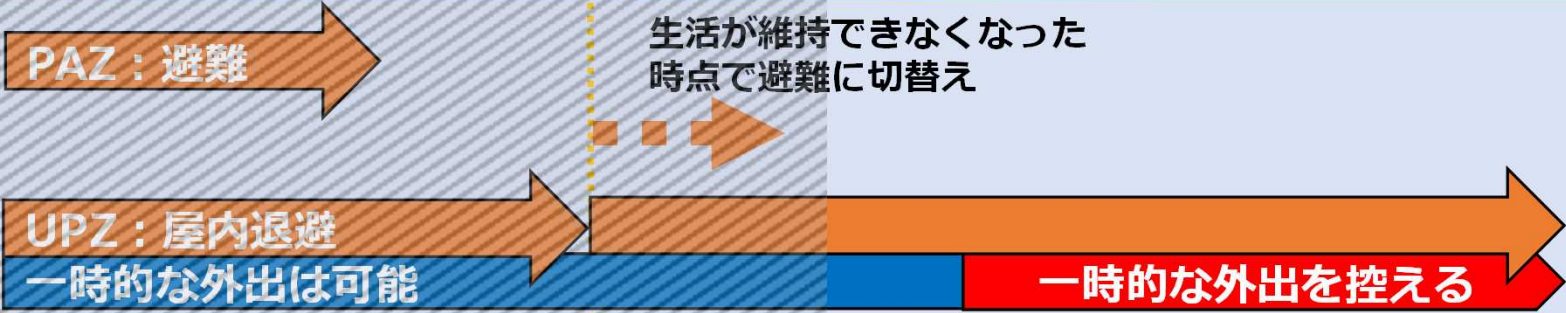 PAZ：避難
生活が維持できなくなった
時点で避難に切替え
UPZ：屋内退避
一時的な外出は可能
一時的な外出を控える